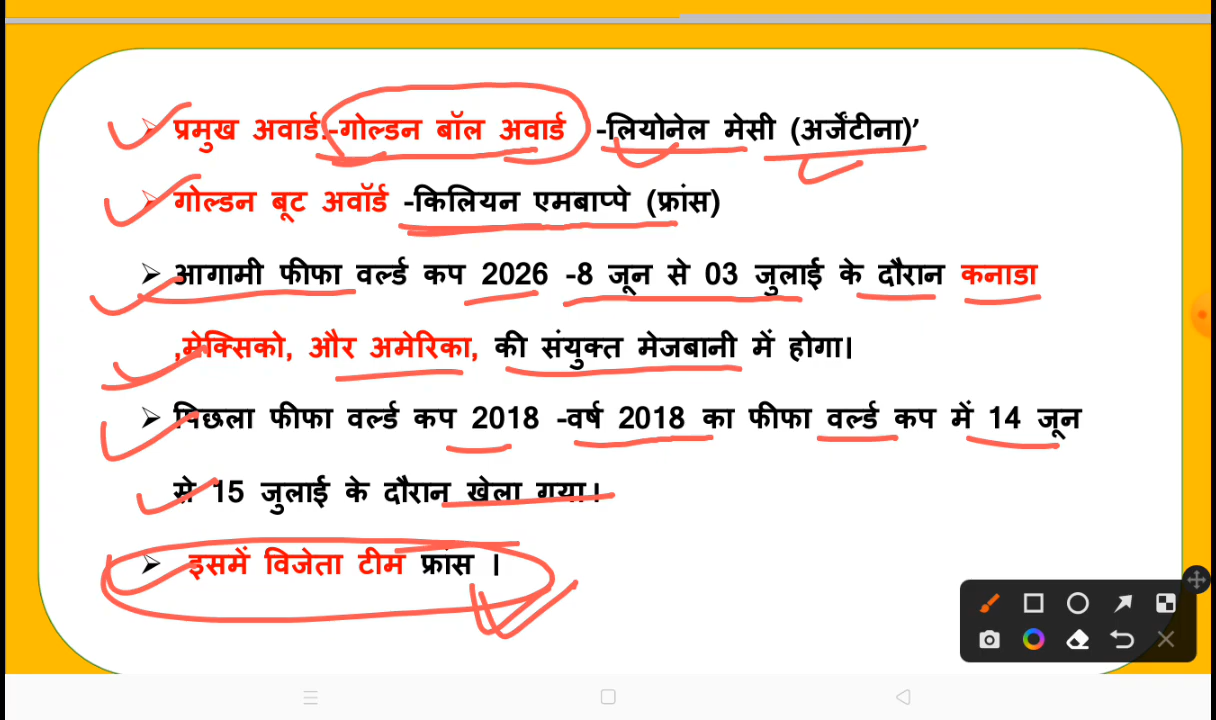 ➢ प्रमुख अवार्ड.-गोल्डन बॉल अवार्ड -लियोनेल मेसी (अर्जेंटीना)’
➢ गोल्डन बूट अवॉर्ड -किलियन एमबाप्पे (फ्रांस)
➢ आगामी फीफा वर्ल्ड कप 2026 -8 जून से 03 जुलाई के दौरान कनाडा
,मेक्सिको, और अमेरिका, की संयुक्त मेजबानी में होगा।
➢ पिछला फीफा वर्ल्ड कप 2018 -वर्ष 2018 का फीफा वर्ल्ड कप में 14 जून
से 15 जुलाई के दौरान खेला गया।
➢ इसमें विजेता टीम फ्रांस ।